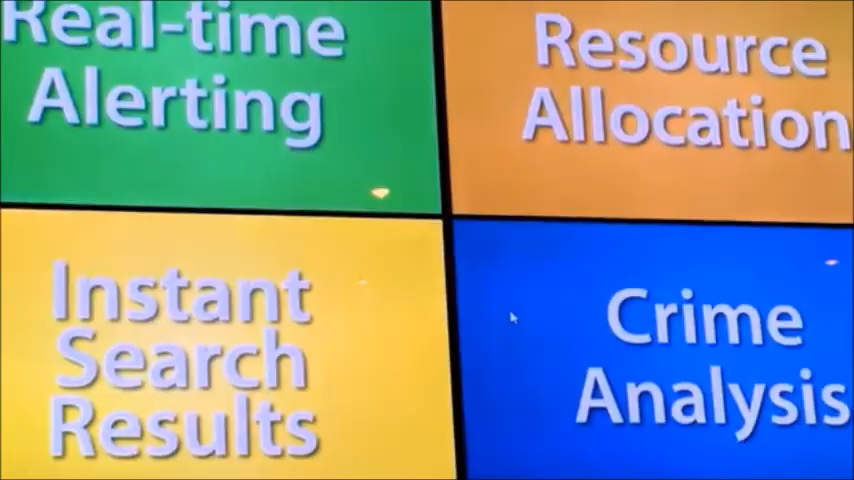 Real-time
Alerting
Resource
Allocation
Instant
Search
Results
Crime
Analysis